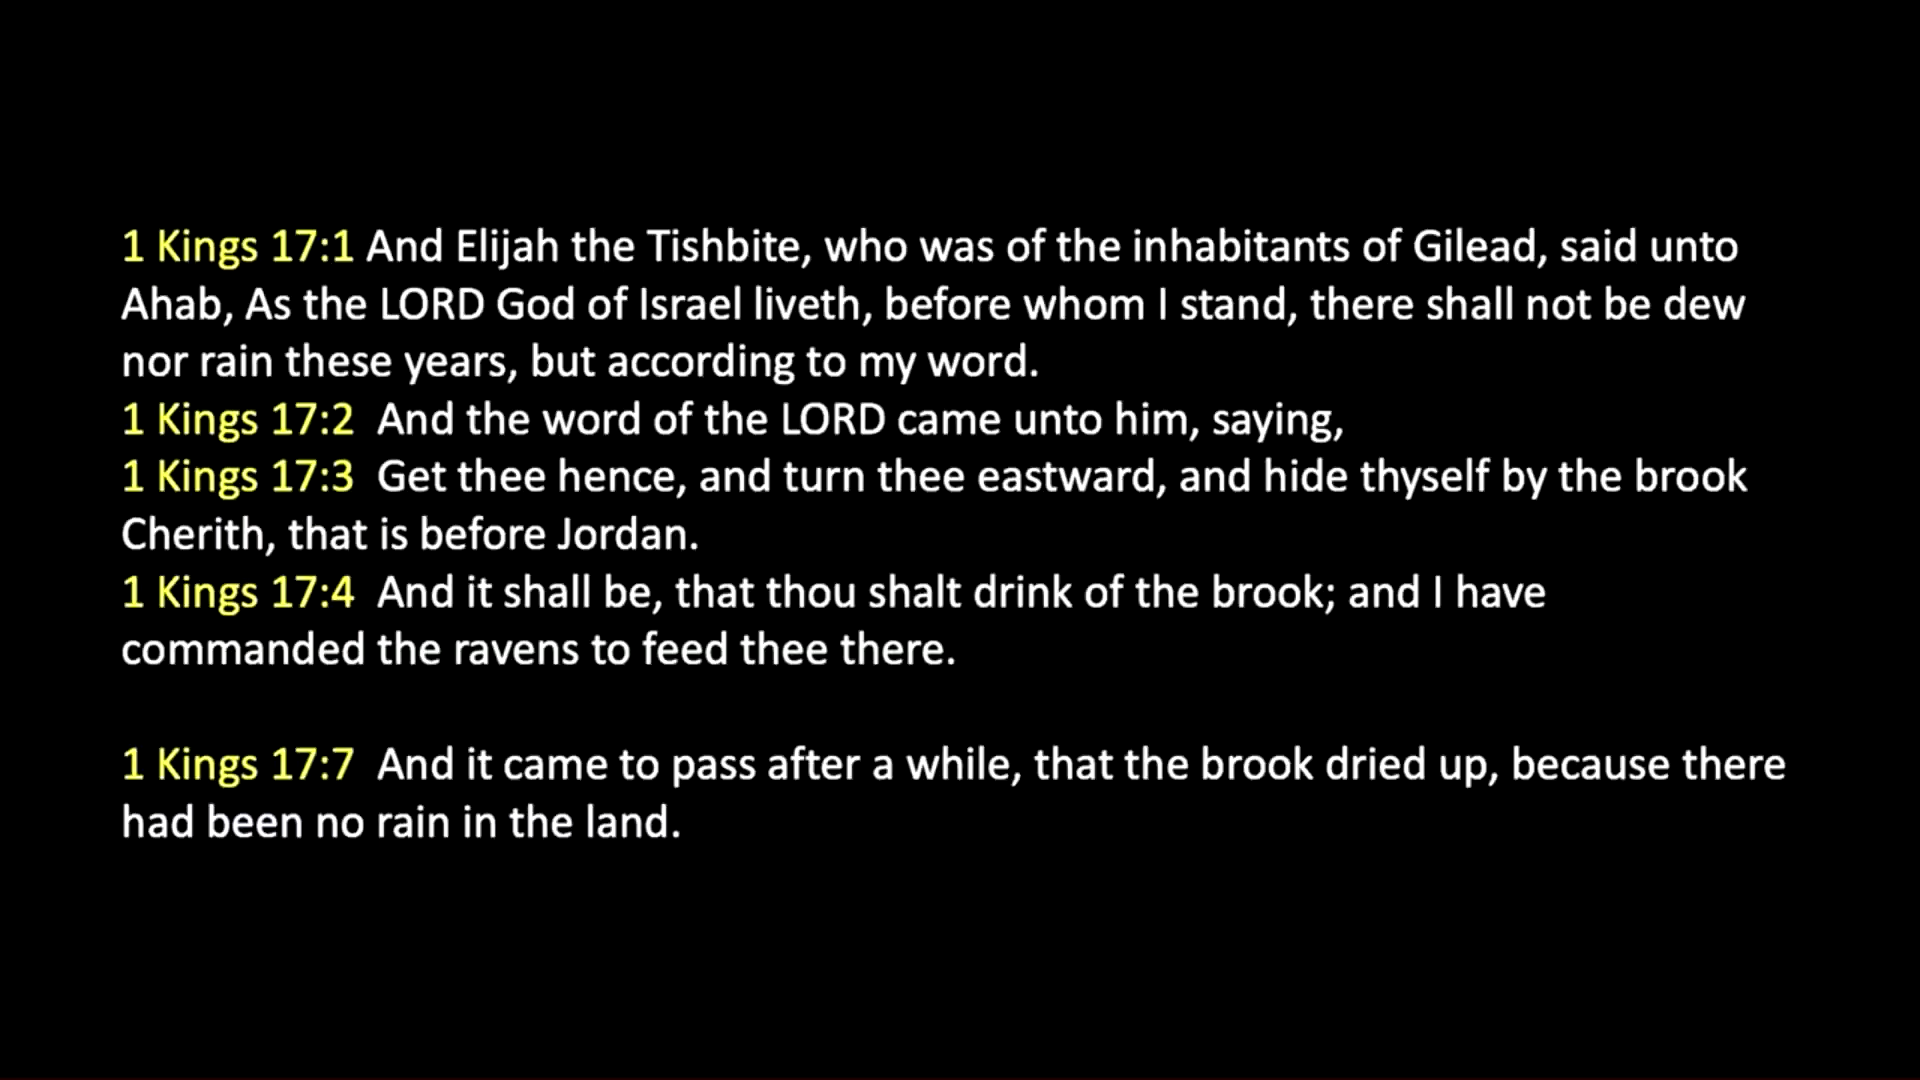 1 Kings 17:1 And Elijah the Tishbite, who was of the inhabitants of Gilead, said unto
Ahab, As the LORD God of Israel liveth, before whom I stand, there shall not be dew
nor rain these years, but according to my word.
1 Kings 17:2  And the word of the LORD came unto him, saying,
1 Kings 17:3  Get thee hence, and turn thee eastward, and hide thyself by the brook
Cherith, that is before Jordan.
1 Kings 17:4  And it shall be, that thou shalt drink of the brook; and I have
commanded the ravens to feed thee there.
1 Kings 17:7  And it came to pass after a while, that the brook dried up, because there
had been no rain in the land.